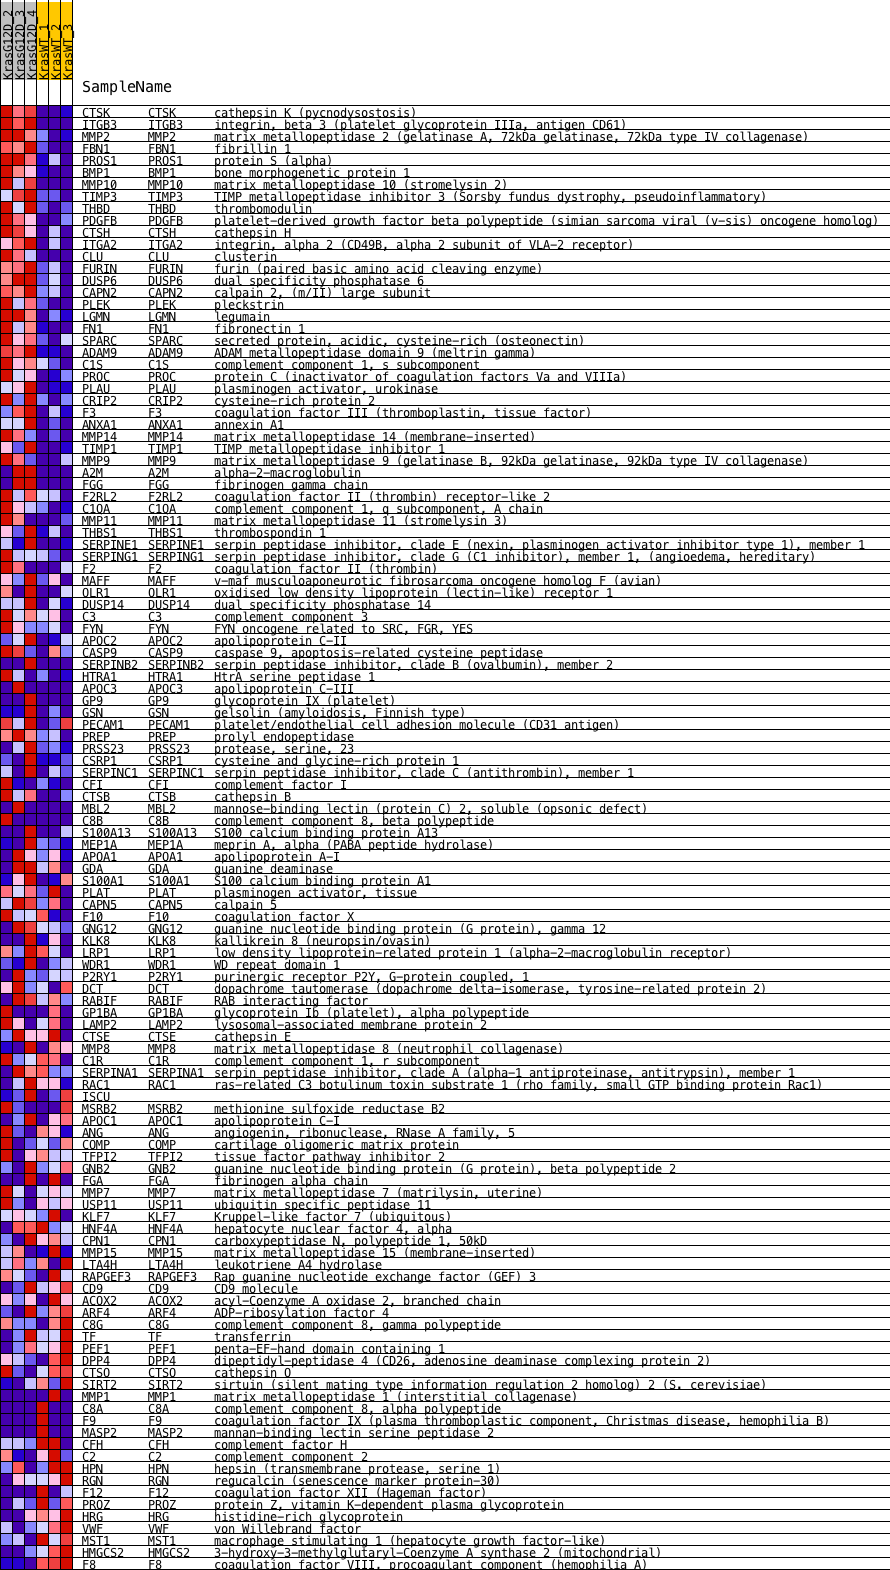 KrasG12D_2
KrasG12D_3
KrasG12D_4
KrasWT_1
KrasWT_2
KrasWT_3
SampleName
CTSK CTSK cathepsin K (pycnodysostosis)
ITGB3 ITGB3 integrin, beta 3 (platelet glycoprotein IIIa, antigen CD61)
MMP2 MMP2 matrix metallopeptidase 2 (gelatinase A, 72kDa gelatinase, 72kDa type IV collagenase)
FBN1 FBN1 fibrillin 1
PROS1 PROS1 protein S (alpha)
BMP1 BMP1 bone morphogenetic protein 1
MMP10 MMP10 matrix metallopeptidase 10 (stromelysin 2)
TIMP3 TIMP3 TIMP metallopeptidase inhibitor 3 (Sorsby fundus dystrophy, pseudoinflammatory)
THBD THBD thrombomodulin
PDGFB PDGFB platelet-derived growth factor beta polypeptide (simian sarcoma viral (v-sis) oncogene homolog)
CTSH CTSH cathepsin H
ITGA2 ITGA2 integrin, alpha 2 (CD49B, alpha 2 subunit of VLA-2 receptor)
CLU CLU clusterin
FURIN FURIN furin (paired basic amino acid cleaving enzyme)
DUSP6 DUSP6 dual specificity phosphatase 6
CAPN2 CAPN2 calpain 2, (m/II) large subunit
PLEK PLEK pleckstrin
LGMN LGMN legumain
FN1 FN1 fibronectin 1
SPARC SPARC secreted protein, acidic, cysteine-rich (osteonectin)
ADAM9 ADAM9 ADAM metallopeptidase domain 9 (meltrin gamma)
C1S C1S complement component 1, s subcomponent
PROC PROC protein C (inactivator of coagulation factors Va and VIIIa)
PLAU PLAU plasminogen activator, urokinase
CRIP2 CRIP2 cysteine-rich protein 2
F3 F3 coagulation factor III (thromboplastin, tissue factor)
ANXA1 ANXA1 annexin A1
MMP14 MMP14 matrix metallopeptidase 14 (membrane-inserted)
TIMP1 TIMP1 TIMP metallopeptidase inhibitor 1
MMP9 MMP9 matrix metallopeptidase 9 (gelatinase B, 92kDa gelatinase, 92kDa type IV collagenase)
A2M A2M alpha-2-macroglobulin
FGG FGG fibrinogen gamma chain
F2RL2 F2RL2 coagulation factor II (thrombin) receptor-like 2
C1QA C1QA complement component 1, q subcomponent, A chain
MMP11 MMP11 matrix metallopeptidase 11 (stromelysin 3)
THBS1 THBS1 thrombospondin 1
SERPINE1 SERPINE1 serpin peptidase inhibitor, clade E (nexin, plasminogen activator inhibitor type 1), member 1
SERPING1 SERPING1 serpin peptidase inhibitor, clade G (C1 inhibitor), member 1, (angioedema, hereditary)
F2 F2 coagulation factor II (thrombin)
MAFF MAFF v-maf musculoaponeurotic fibrosarcoma oncogene homolog F (avian)
OLR1 OLR1 oxidised low density lipoprotein (lectin-like) receptor 1
DUSP14 DUSP14 dual specificity phosphatase 14
C3 C3 complement component 3
FYN FYN FYN oncogene related to SRC, FGR, YES
APOC2 APOC2 apolipoprotein C-II
CASP9 CASP9 caspase 9, apoptosis-related cysteine peptidase
SERPINB2 SERPINB2 serpin peptidase inhibitor, clade B (ovalbumin), member 2
HTRA1 HTRA1 HtrA serine peptidase 1
APOC3 APOC3 apolipoprotein C-III
GP9 GP9 glycoprotein IX (platelet)
GSN GSN gelsolin (amyloidosis, Finnish type)
PECAM1 PECAM1 platelet/endothelial cell adhesion molecule (CD31 antigen)
PREP PREP prolyl endopeptidase
PRSS23 PRSS23 protease, serine, 23
CSRP1 CSRP1 cysteine and glycine-rich protein 1
SERPINC1 SERPINC1 serpin peptidase inhibitor, clade C (antithrombin), member 1
CFI CFI complement factor I
CTSB CTSB cathepsin B
MBL2 MBL2 mannose-binding lectin (protein C) 2, soluble (opsonic defect)
C8B C8B complement component 8, beta polypeptide
S100A13 S100A13 S100 calcium binding protein A13
MEP1A MEP1A meprin A, alpha (PABA peptide hydrolase)
APOA1 APOA1 apolipoprotein A-I
GDA GDA guanine deaminase
S100A1 S100A1 S100 calcium binding protein A1
PLAT PLAT plasminogen activator, tissue
CAPN5 CAPN5 calpain 5
F10 F10 coagulation factor X
GNG12 GNG12 guanine nucleotide binding protein (G protein), gamma 12
KLK8 KLK8 kallikrein 8 (neuropsin/ovasin)
LRP1 LRP1 low density lipoprotein-related protein 1 (alpha-2-macroglobulin receptor)
WDR1 WDR1 WD repeat domain 1
P2RY1 P2RY1 purinergic receptor P2Y, G-protein coupled, 1
DCT DCT dopachrome tautomerase (dopachrome delta-isomerase, tyrosine-related protein 2)
RABIF RABIF RAB interacting factor
GP1BA GP1BA glycoprotein Ib (platelet), alpha polypeptide
LAMP2 LAMP2 lysosomal-associated membrane protein 2
CTSE CTSE cathepsin E
MMP8 MMP8 matrix metallopeptidase 8 (neutrophil collagenase)
C1R C1R complement component 1, r subcomponent
SERPINA1 SERPINA1 serpin peptidase inhibitor, clade A (alpha-1 antiproteinase, antitrypsin), member 1
RAC1 RAC1 ras-related C3 botulinum toxin substrate 1 (rho family, small GTP binding protein Rac1)
ISCU
MSRB2 MSRB2 methionine sulfoxide reductase B2
APOC1 APOC1 apolipoprotein C-I
ANG ANG angiogenin, ribonuclease, RNase A family, 5
COMP COMP cartilage oligomeric matrix protein
TFPI2 TFPI2 tissue factor pathway inhibitor 2
GNB2 GNB2 guanine nucleotide binding protein (G protein), beta polypeptide 2
FGA FGA fibrinogen alpha chain
MMP7 MMP7 matrix metallopeptidase 7 (matrilysin, uterine)
USP11 USP11 ubiquitin specific peptidase 11
KLF7 KLF7 Kruppel-like factor 7 (ubiquitous)
HNF4A HNF4A hepatocyte nuclear factor 4, alpha
CPN1 CPN1 carboxypeptidase N, polypeptide 1, 50kD
MMP15 MMP15 matrix metallopeptidase 15 (membrane-inserted)
LTA4H LTA4H leukotriene A4 hydrolase
RAPGEF3 RAPGEF3 Rap guanine nucleotide exchange factor (GEF) 3
CD9 CD9 CD9 molecule
ACOX2 ACOX2 acyl-Coenzyme A oxidase 2, branched chain
ARF4 ARF4 ADP-ribosylation factor 4
C8G C8G complement component 8, gamma polypeptide
TF TF transferrin
PEF1 PEF1 penta-EF-hand domain containing 1
DPP4 DPP4 dipeptidyl-peptidase 4 (CD26, adenosine deaminase complexing protein 2)
CTSO CTSO cathepsin O
SIRT2 SIRT2 sirtuin (silent mating type information regulation 2 homolog) 2 (S. cerevisiae)
MMP1 MMP1 matrix metallopeptidase 1 (interstitial collagenase)
C8A C8A complement component 8, alpha polypeptide
F9 F9 coagulation factor IX (plasma thromboplastic component, Christmas disease, hemophilia B)
MASP2 MASP2 mannan-binding lectin serine peptidase 2
CFH CFH complement factor H
C2 C2 complement component 2
HPN HPN hepsin (transmembrane protease, serine 1)
RGN RGN regucalcin (senescence marker protein-30)
F12 F12 coagulation factor XII (Hageman factor)
PROZ PROZ protein Z, vitamin K-dependent plasma glycoprotein
HRG HRG histidine-rich glycoprotein
VWF VWF von Willebrand factor
MST1 MST1 macrophage stimulating 1 (hepatocyte growth factor-like)
HMGCS2 HMGCS2 3-hydroxy-3-methylglutaryl-Coenzyme A synthase 2 (mitochondrial)
F8 F8 coagulation factor VIII, procoagulant component (hemophilia A)